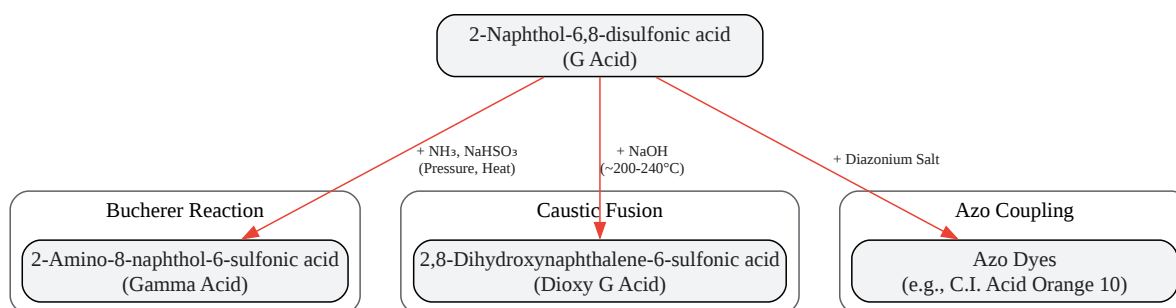 2-Naphthol-6,8-disulfonic acid
(G Acid)
+ NH₃, NaHSO₃
(Pressure, Heat)
+ NaOH
(~200-240°C)
+ Diazonium Salt
Bucherer Reaction
2-Amino-8-naphthol-6-sulfonic acid
(Gamma Acid)
Caustic Fusion
2,8-Dihydroxynaphthalene-6-sulfonic acid
(Dioxy G Acid)
Azo Coupling
Azo Dyes
(e.g., C.I. Acid Orange 10)